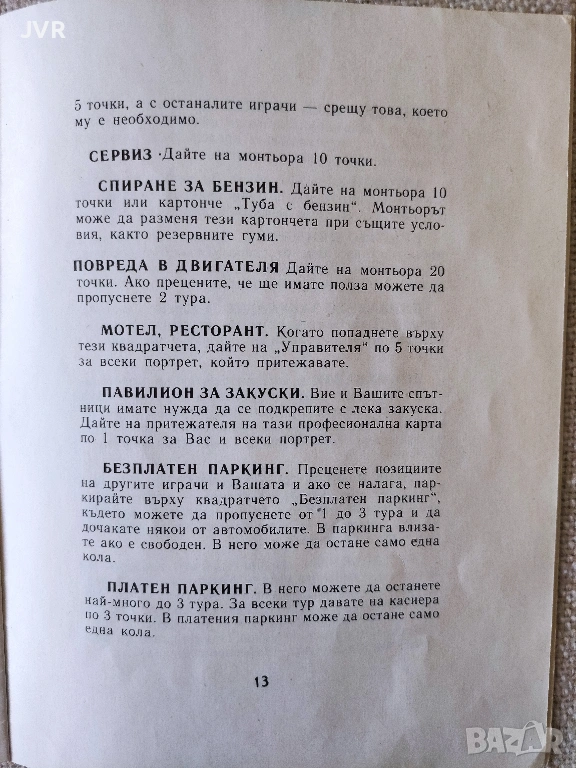 JVR
5 точки, а с останалите играчи — срещу това, което
му е необходимо.
СЕРВИЗ ·Дайте на монтьора 10 точки.
СПИРАНЕ ЗА БЕНЗИН. Дайте на монтьора 10
точки или картонче „Туба с бензин“. Монтьорът
може да разменя тези картончета при същите усло-
вия, както резервните гуми.
ПОВРЕДА В ДВИГАТЕЛЯ Дайте на монтьора 20
точки. Ако прецените, че ще имате полза можете да
пропуснете 2 тура.
МОТЕЛ, РЕСТОРАНТ. Когато попаднете върху
тези квадратчета, дайте на „Управителя“ по 5 точки
за всеки портрет, който притежавате.
ПАВИЛИОН ЗА ЗАКУСКИ. Вие и Вашите спът-
ници имате нужда да се подкрепите с лека закуска.
Дайте на притежателя на тази професионална карта
по 1 точка за Вас и всеки портрет.
БЕЗПЛАТЕН ПАРКИНГ. Преценете позициите
на другите играчи и Вашата и ако се налага, пар-
кирайте върху квадратчето „Безплатен паркинг“,
където можете да пропуснете от 1 до 3 тура и да
дочакате някои от автомобилите. В паркинга влиза-
те ако е свободен. В него може да остане само една
кола.
ПЛАТЕН ПАРКИНГ. В него можете да останете
най-много до 3 тура. За всеки тур давате на касиера
по 3 точки. В платения паркинг може да остане само
една кола.
13
BAZAR